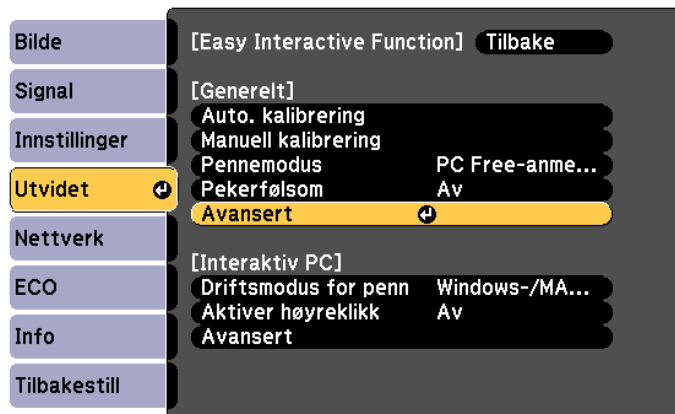 Bilde
Signal
Innstillinger
Utvidet
Nettverk
ECO
Info
Tilbakestill
[Easy Interactive Function] Tilbake
[Generelt]
Auto. kalibrering
Manuell kalibrering
Pennemodus PC Free-anme...
Pekerfølsom Av
Avansert
[Interaktiv PC]
Driftsmodus for penn Windows-/MA...
Aktiver høyreklikk Av
Avansert